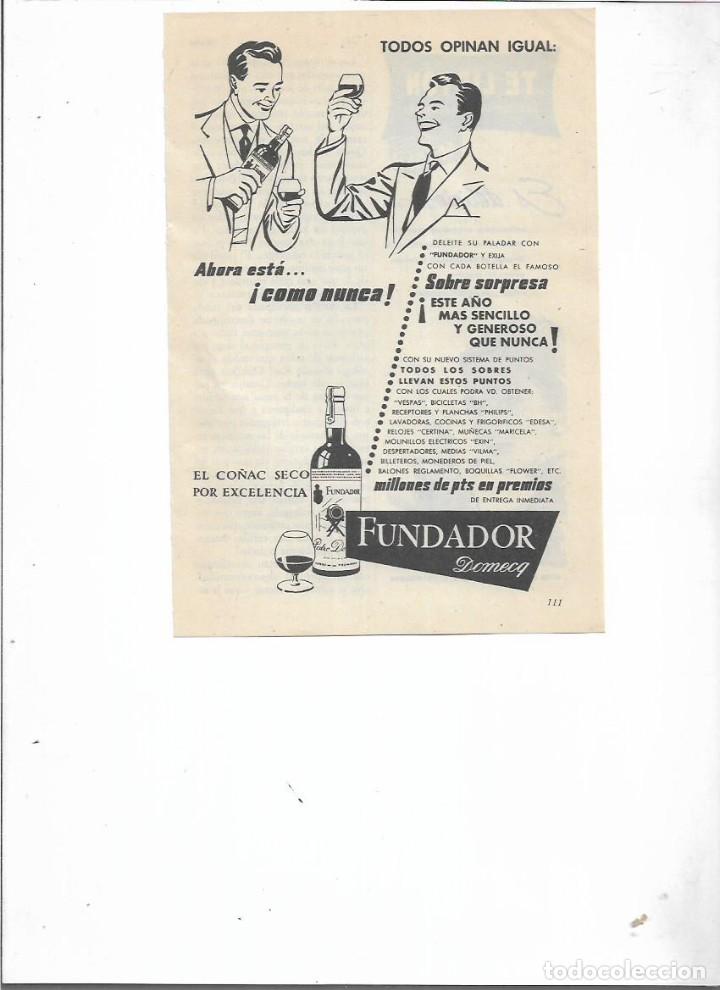 TODOS OPINAN IGUAL:
Ahora está...
¡como nunca!
DELEITE SU PALADAR CON
"FUNDADOR" Y EXIJA
CON CADA BOTELLA EL FAMOSO
Sobre sorpresa
¡ESTE AÑO
MAS SENCILLO
Y GENEROSO
QUE NUNCA!
CON SU NUEVO SISTEMA DE PUNTOS
TODOS LOS SOBRES
LLEVAN ESTOS PUNTOS
CON LOS CUALES PODRA VD. OBTENER:
"VESPAS", BICICLETAS "BH",
RECEPTORES Y PLANCHAS "PHILIPS",
LAVADORAS, COCINAS Y FRIGORIFICOS "EDESA",
RELOJES "CERTINA", MUÑECAS "MARICELA",
MOLINILLOS ELECTRICOS "EXIN",
DESPERTADORES, MEDIAS "VILMA",
BILLETEROS, MONEDEROS DE PIEL,
BALONES REGLAMENTO, BOQUILLAS "FLOWER", ETC.
millones de pts en premios
DE ENTREGA INMEDIATA
EL COÑAC SECO
POR EXCELENCIA
FUNDADOR
Pedro Do
FUNDADOR
Domecq
111
todocoleccion